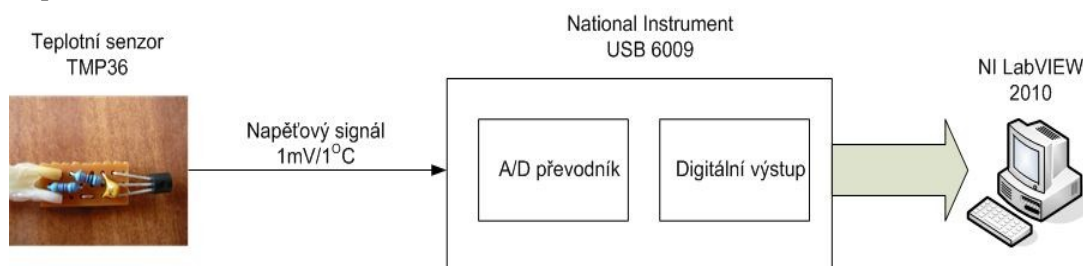 Teplotní senzor
TMP36
Napěťový signál
1mV/1°C
National Instrument
USB 6009
A/D převodník
Digitální výstup
NI LabVIEW
2010